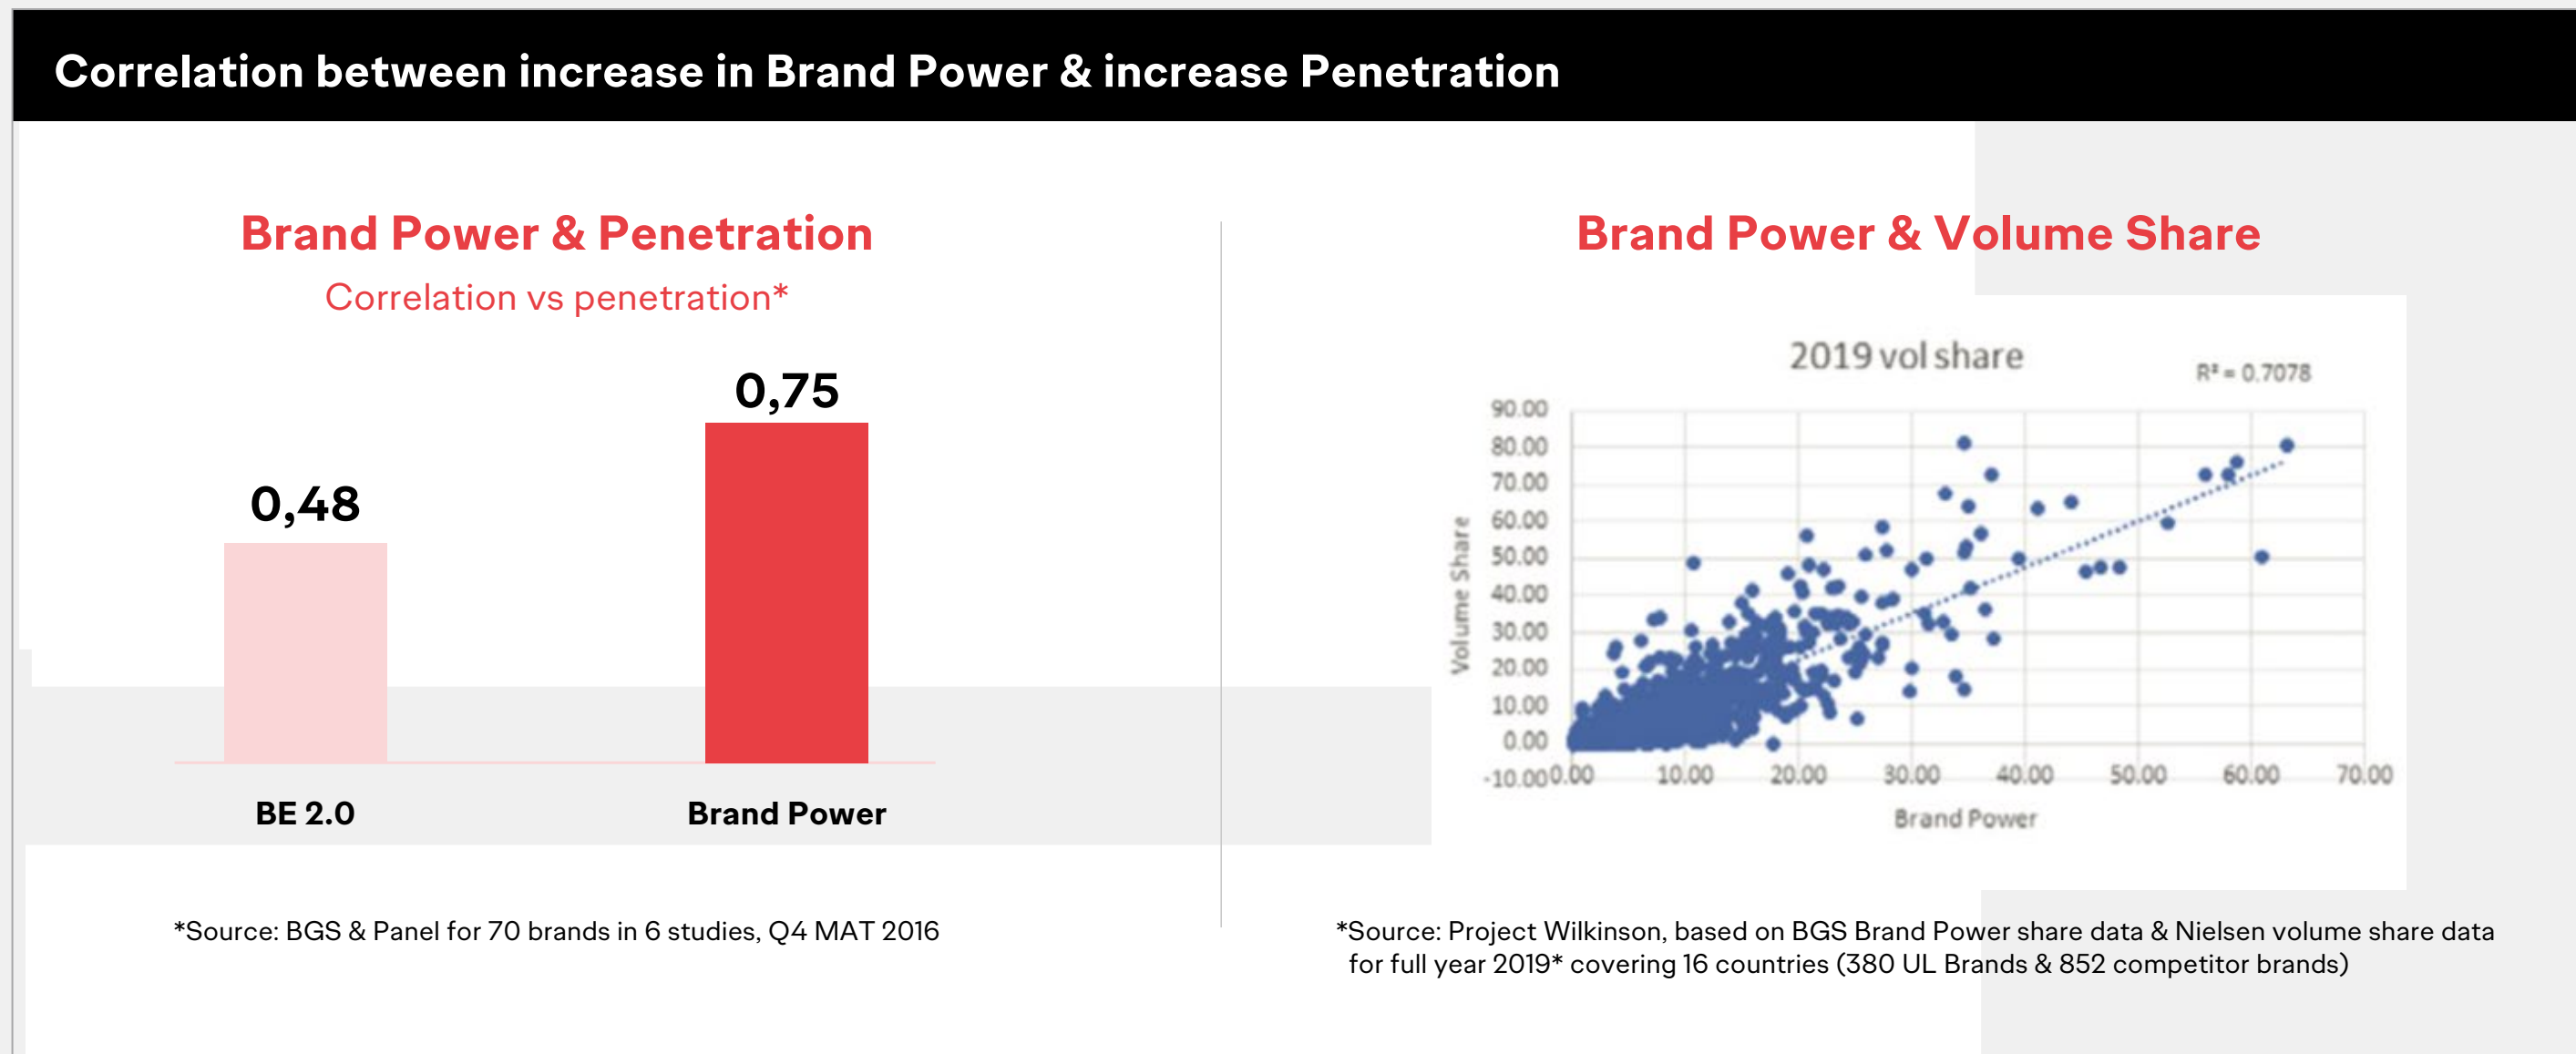 Correlation between increase in Brand Power & increase Penetration
Brand Power & Penetration
Correlation vs penetration*
0,48
0,75
BE 2.0
Brand Power
*Source: BGS & Panel for 70 brands in 6 studies, Q4 MAT 2016
Brand Power & Volume Share
2019 vol share
R² = 0.7078
Volume Share
90.00
80.00
70.00
60.00
50.00
40.00
30.00
20.00
10.00
0.00
-10.00
0.00 10.00 20.00 30.00 40.00 50.00 60.00 70.00
Brand Power
*Source: Project Wilkinson, based on BGS Brand Power share data & Nielsen volume share data
for full year 2019* covering 16 countries (380 UL Brands & 852 competitor brands)